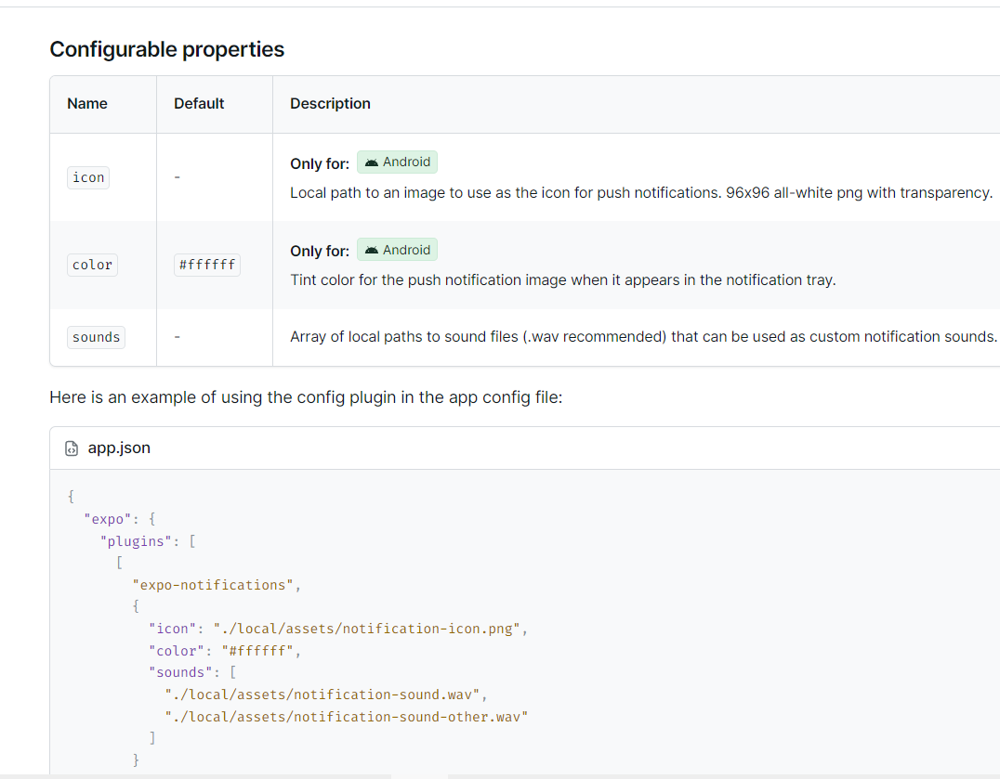 Configurable properties
Name Default Description
icon - Only for: Android
Local path to an image to use as the icon for push notifications. 96x96 all-white png with transparency.
color #ffffff Only for: Android
Tint color for the push notification image when it appears in the notification tray.
sounds - Array of local paths to sound files (.wav recommended) that can be used as custom notification sounds.
Here is an example of using the config plugin in the app config file:
app.json
{
"expo": {
"plugins": [
[
"expo-notifications",
{
"icon": "./local/assets/notification-icon.png",
"color": "#ffffff",
"sounds": [
"./local/assets/notification-sound.wav",
"./local/assets/notification-sound-other.wav"
]
}